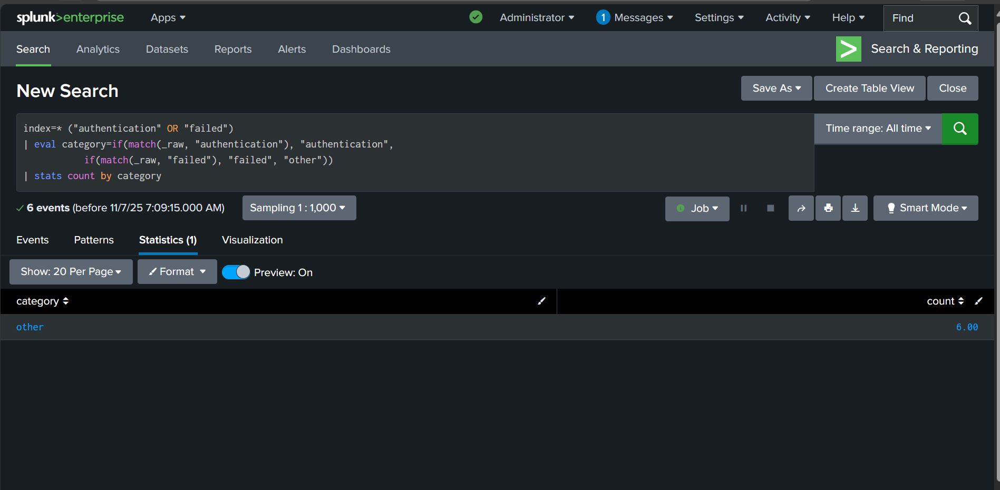 splunk>enterprise Apps Administrator 1 Messages Settings Activity Help Find
Search Analytics Datasets Reports Alerts Dashboards Search & Reporting
New Search Save As Create Table View Close
index=* ("authentication" OR "failed")
| eval category=if(match(_raw, "authentication"), "authentication",
if(match(_raw, "failed"), "failed", "other"))
| stats count by category
Time range: All time
6 events (before 11/7/25 7:09:15.000 AM) Sampling 1 : 1,000 Job Smart Mode
Events Patterns Statistics (1) Visualization
Show: 20 Per Page Format Preview: On
category count
other 6.00